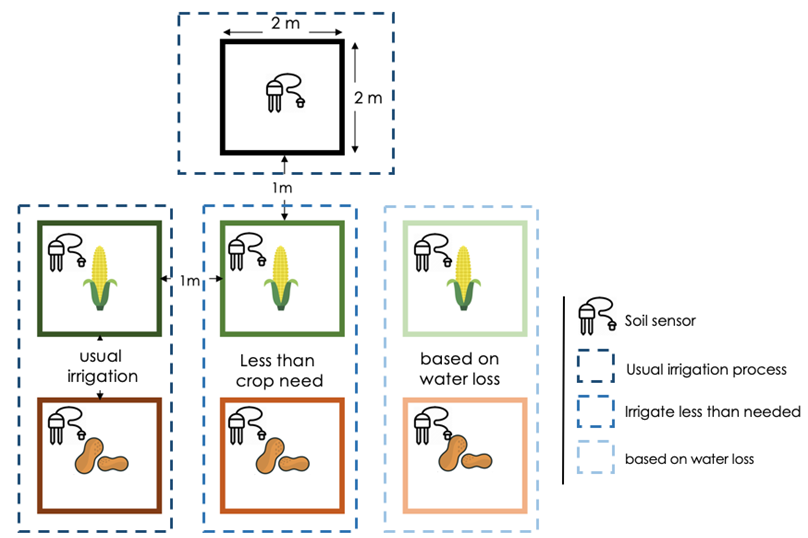 2 m
2 m
1m
1m
usual
irrigation
Less than
crop need
based on
water loss
Soil sensor
Usual irrigation process
Irrigate less than needed
based on water loss